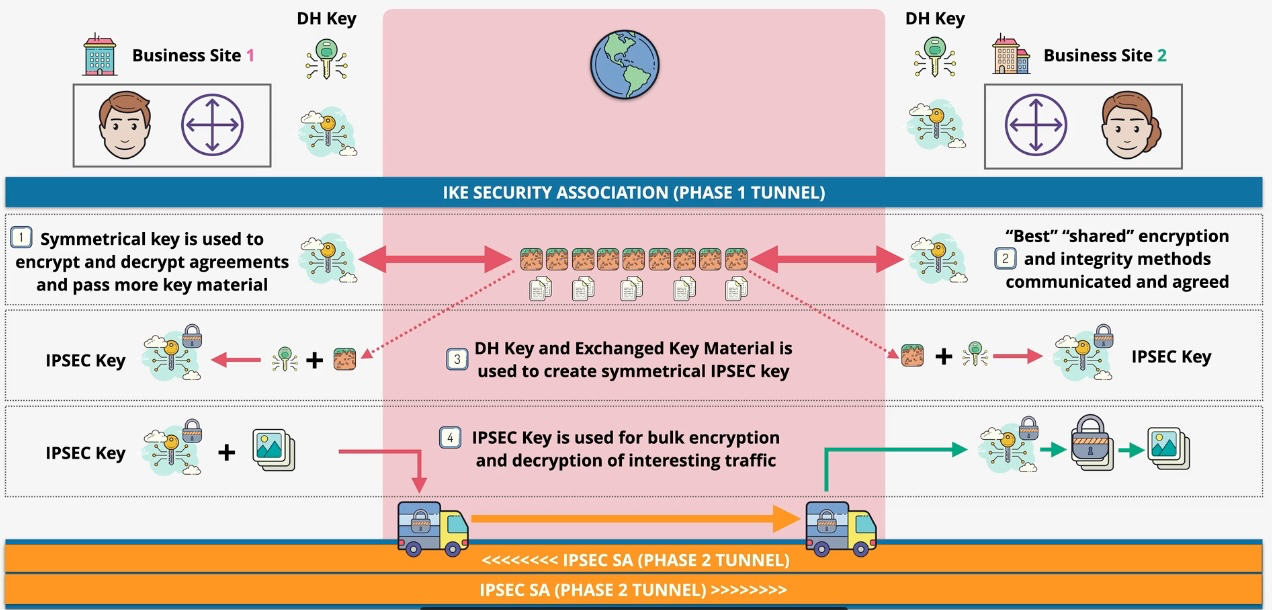 DH Key
DH Key
Business Site 1
Business Site 2
IKE SECURITY ASSOCIATION (PHASE 1 TUNNEL)
1
Symmetrical key is used to
encrypt and decrypt agreements
and pass more key material
“Best” “shared” encryption
2
and integrity methods
communicated and agreed
IPSEC Key
+
3
DH Key and Exchanged Key Material is
used to create symmetrical IPSEC key
+
IPSEC Key
IPSEC Key
+
4
IPSEC Key is used for bulk encryption
and decryption of interesting traffic
<<<<<<<< IPSEC SA (PHASE 2 TUNNEL)
IPSEC SA (PHASE 2 TUNNEL) >>>>>>>>